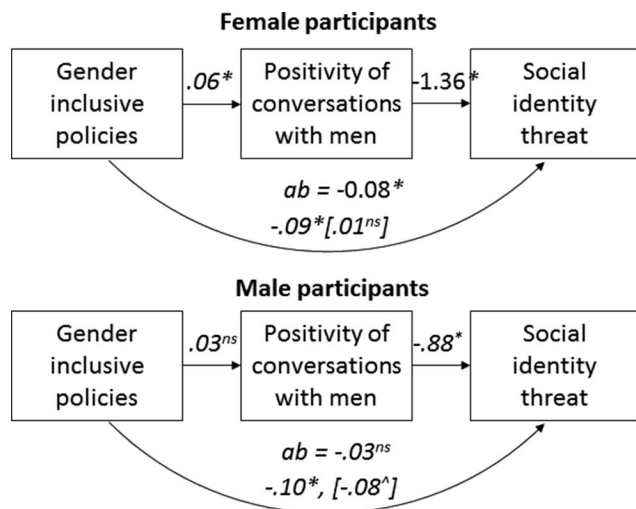 Female participants
Gender
inclusive
policies
.06*
Positivity of
conversations
with men
-1.36*
Social
identity
threat
ab = -0.08*
-.09*[.01ns]
Male participants
Gender
inclusive
policies
.03ns
Positivity of
conversations
with men
-.88*
Social
identity
threat
ab = -.03ns
-.10*, [-.08^]